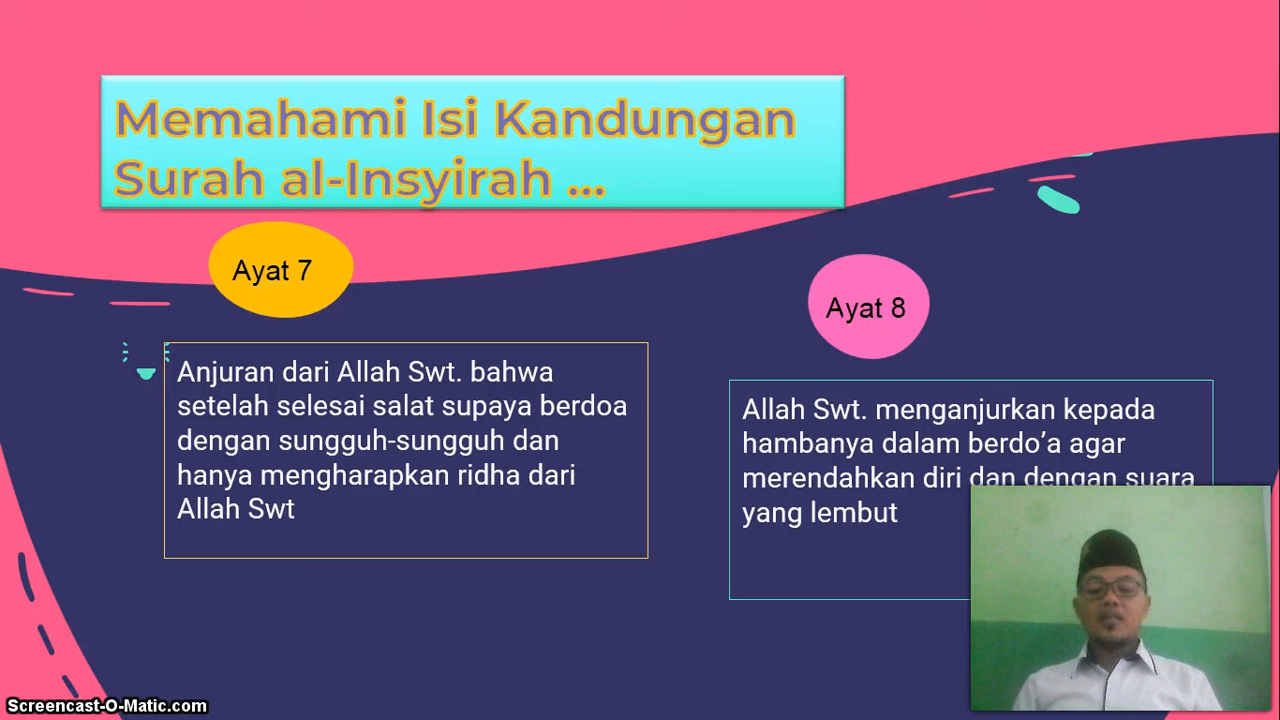 Memahami Isi Kandungan
Surah al-Insyirah ...
Ayat 7
Anjuran dari Allah Swt. bahwa
setelah selesai salat supaya berdoa
dengan sungguh-sungguh dan
hanya mengharapkan ridha dari
Allah Swt
Ayat 8
Allah Swt. menganjurkan kepada
hambanya dalam berdo’a agar
merendahkan diri dan dengan suara
yang lembut
Screencast-O-Matic.com